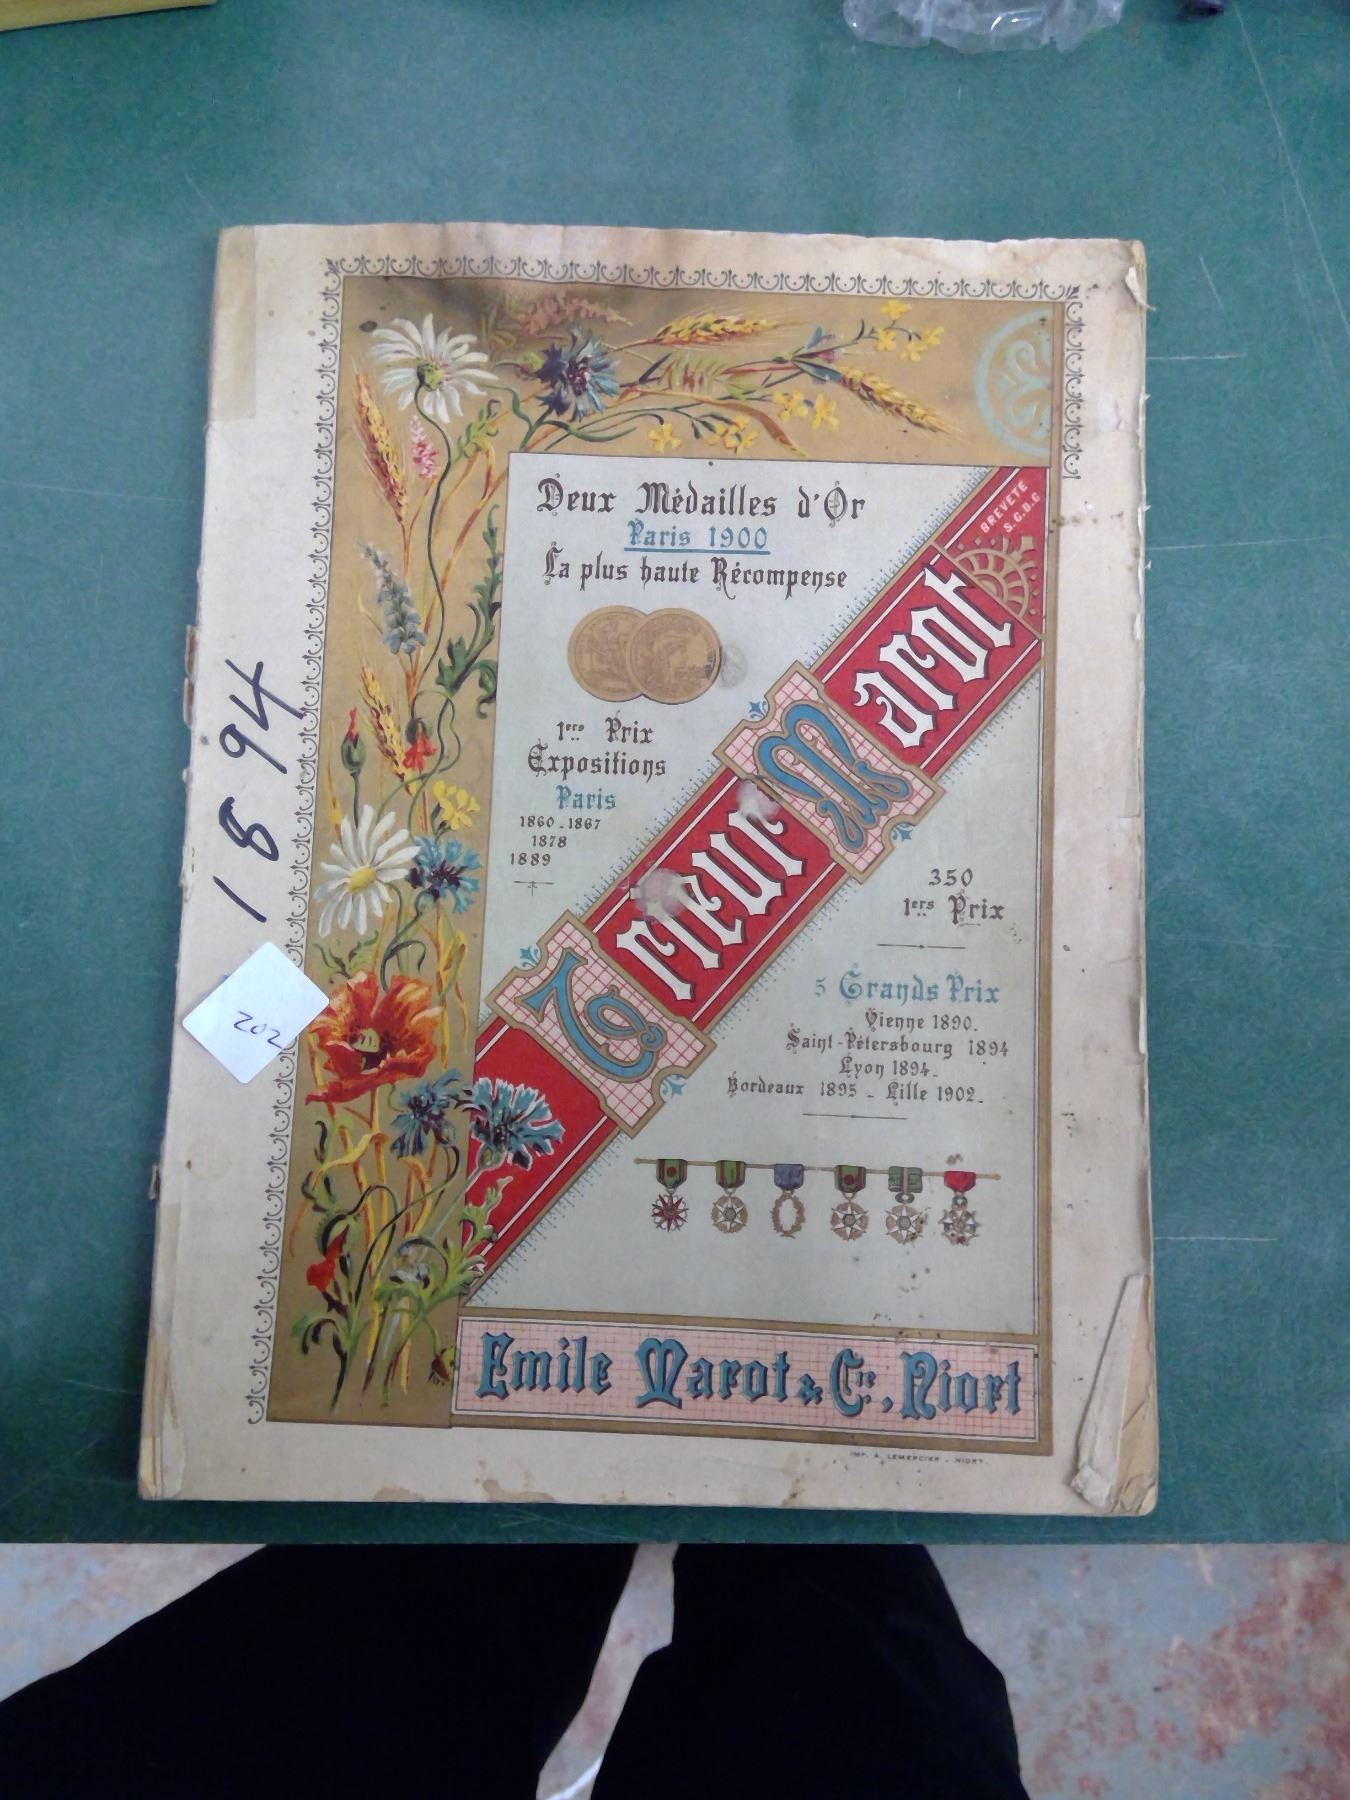 Deux Médailles d'Or
Paris 1900
La plus haute Récompense
BREVETÉ
S.G.D.G
Trieur Marot
1ers Prix
Expositions
Paris
1860 - 1867
1878
1889
350
1ers Prix
5 Grands Prix
Vienne 1890.
Saint-Pétersbourg 1894
Lyon 1894.
Bordeaux 1895 - Lille 1902.
Emile Marot & Cie, Niort
IMP. A. LEMERCIER . NIORT.
1894
202